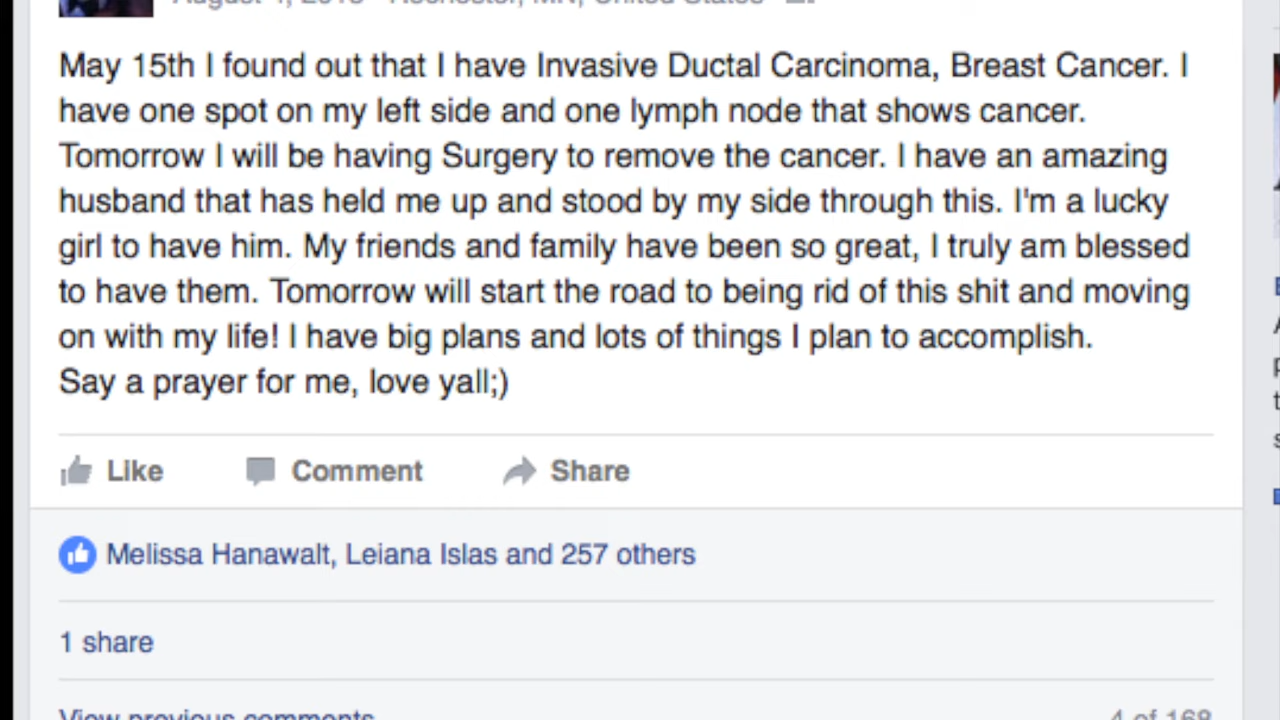 May 15th I found out that I have Invasive Ductal Carcinoma, Breast Cancer. I
have one spot on my left side and one lymph node that shows cancer.
Tomorrow I will be having Surgery to remove the cancer. I have an amazing
husband that has held me up and stood by my side through this. I'm a lucky
girl to have him. My friends and family have been so great, I truly am blessed
to have them. Tomorrow will start the road to being rid of this shit and moving
on with my life! I have big plans and lots of things I plan to accomplish.
Say a prayer for me, love yall;)
Like Comment Share
Melissa Hanawalt, Leiana Islas and 257 others
1 share
View previous comments 4 of 168